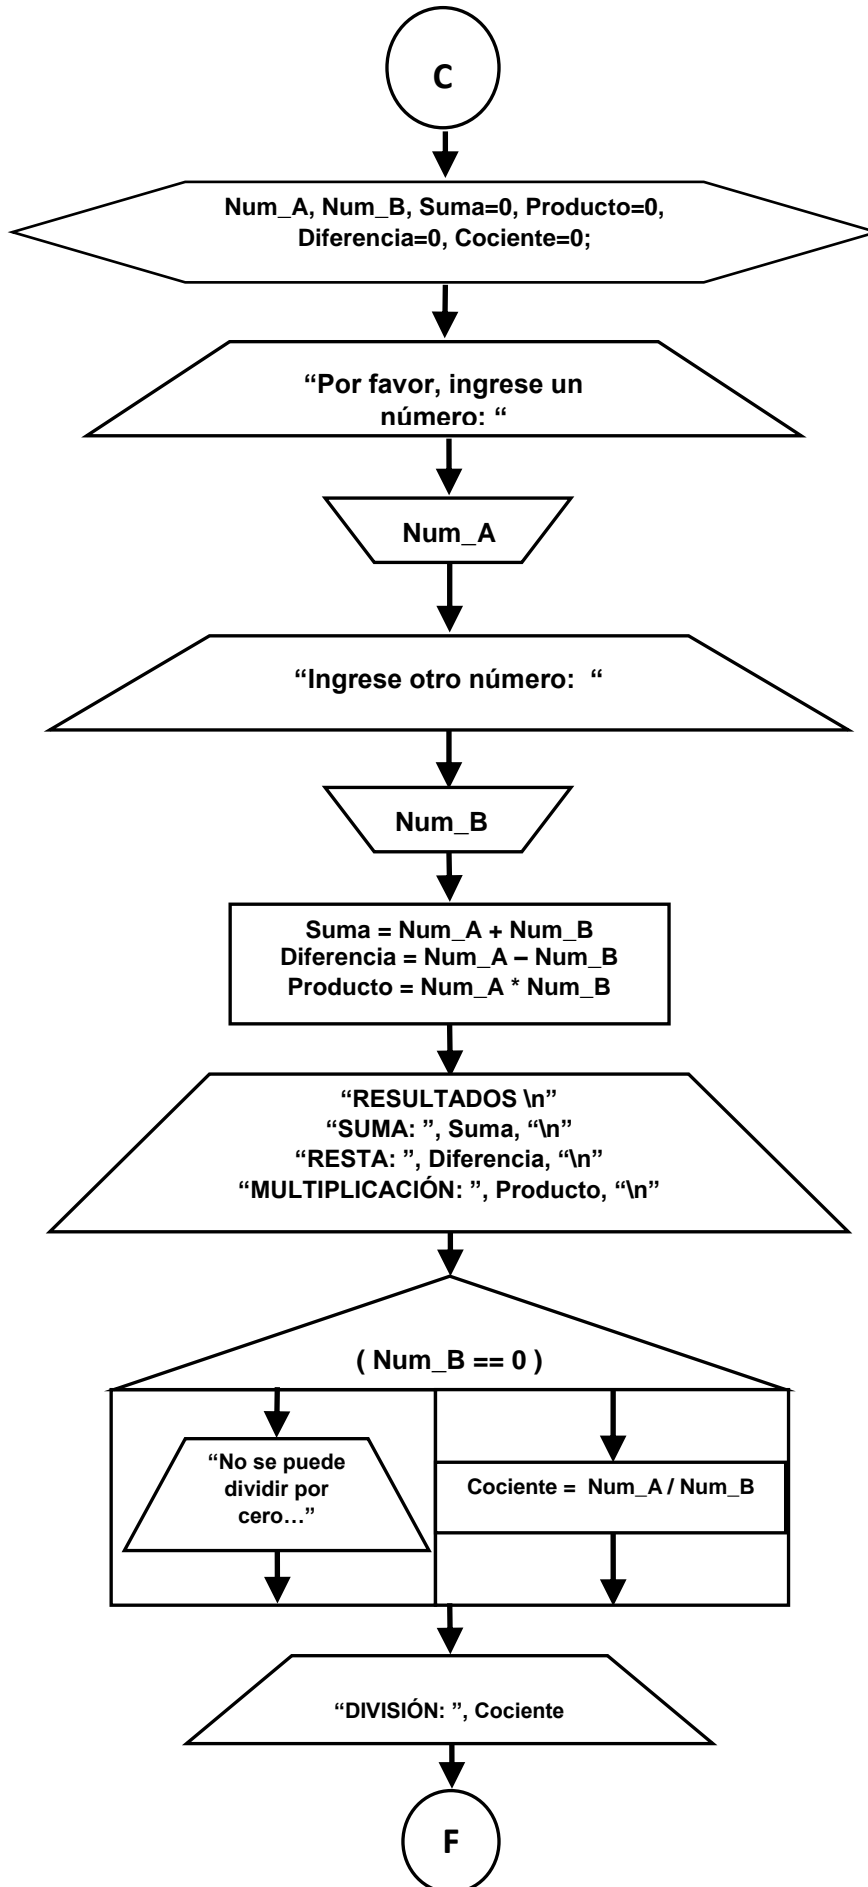 C
Num_A, Num_B, Suma=0, Producto=0,
Diferencia=0, Cociente=0;
“Por favor, ingrese un
número: “
Num_A
“Ingrese otro número:  “
Num_B
Suma = Num_A + Num_B
Diferencia = Num_A – Num_B
Producto = Num_A * Num_B
“RESULTADOS \n”
“SUMA: ”, Suma, “\n”
“RESTA: ”, Diferencia, “\n”
“MULTIPLICACIÓN: ”, Producto, “\n”
( Num_B == 0 )
“No se puede
dividir por
cero…”
Cociente =  Num_A / Num_B
“DIVISIÓN: ”, Cociente
F